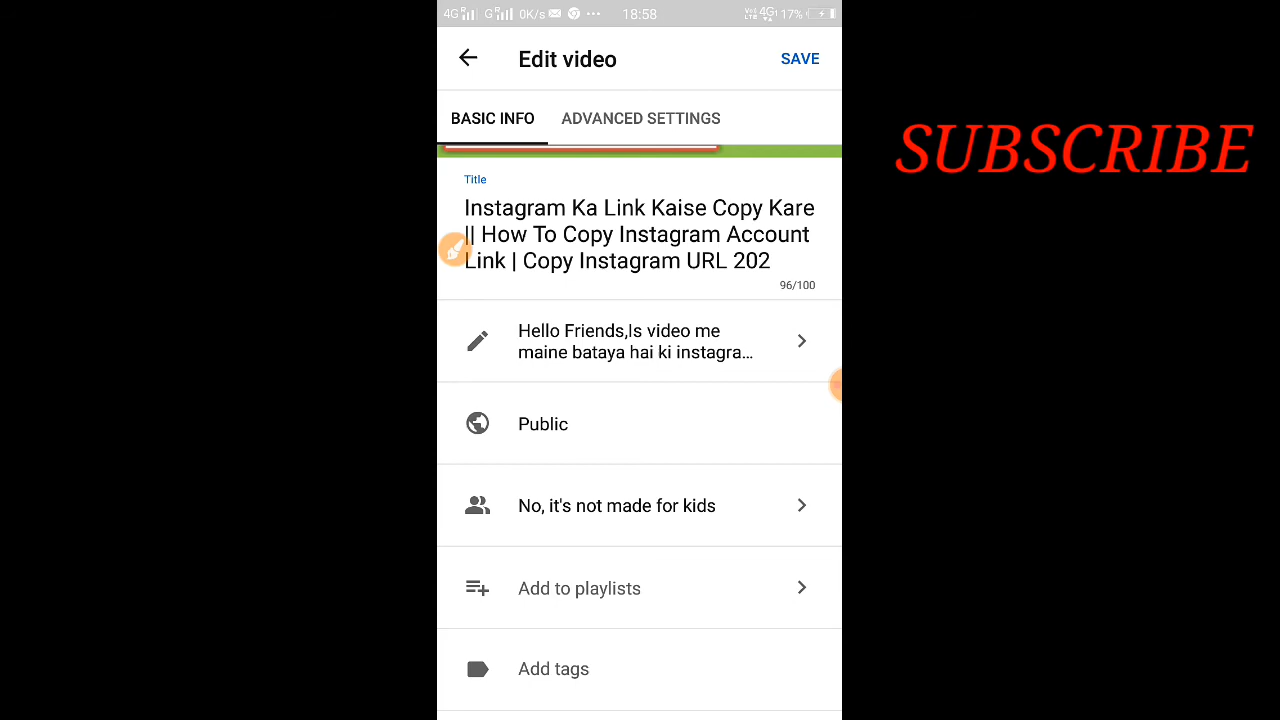 4G R G R 0K/s ··· 18:58 VoLTE 4G 17%
Edit video SAVE
BASIC INFO ADVANCED SETTINGS
SUBSCRIBE
Title
Instagram Ka Link Kaise Copy Kare
|| How To Copy Instagram Account
Link | Copy Instagram URL 202
96/100
Hello Friends,Is video me
maine bataya hai ki instagra...
Public
No, it's not made for kids
Add to playlists
Add tags